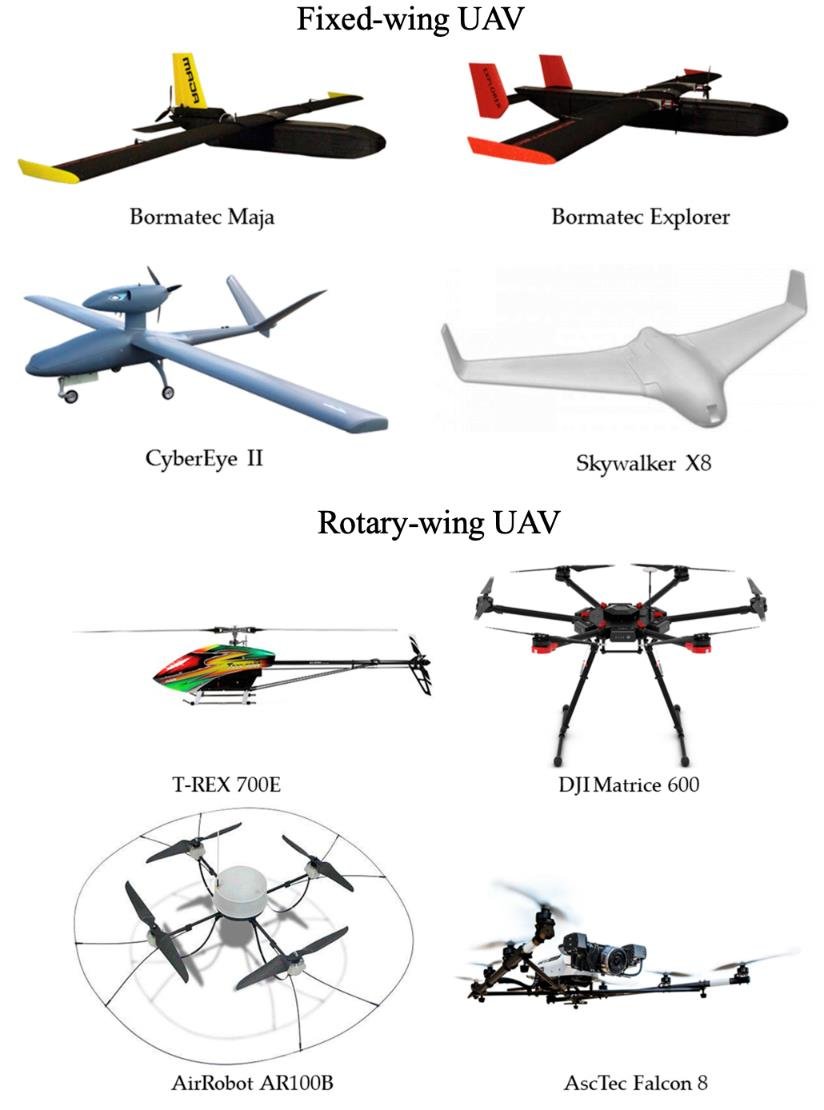 Fixed-wing UAV
MAJA
EXPLORER
Bormatec Maja
Bormatec Explorer
CyberEye II
Skywalker X8
Rotary-wing UAV
T-REX 700E
DJI Matrice 600
AirRobot AR100B
AscTec Falcon 8